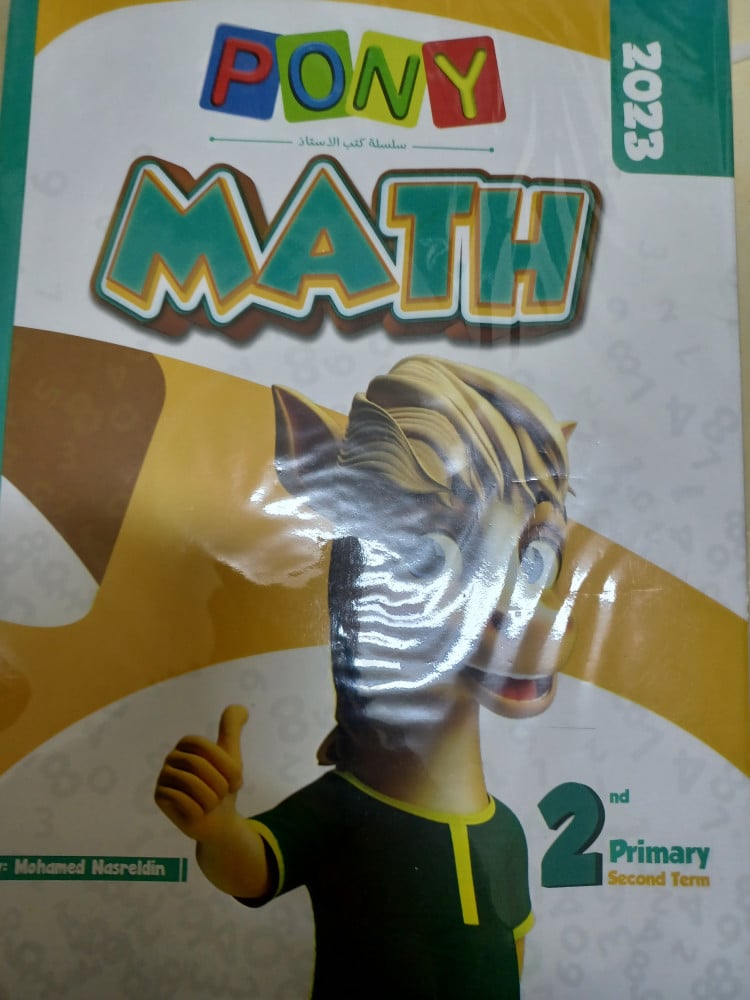 PONY
2023
سلسلة كتب الاستاذ
MATH
2nd
Primary
Second Term
: Mohamed Nasreldin